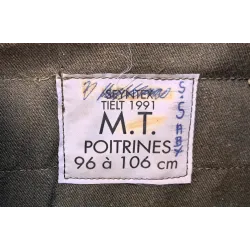 SEYNTEX
TIELT 1991
M.T.
POITRINES
96 à 106 cm